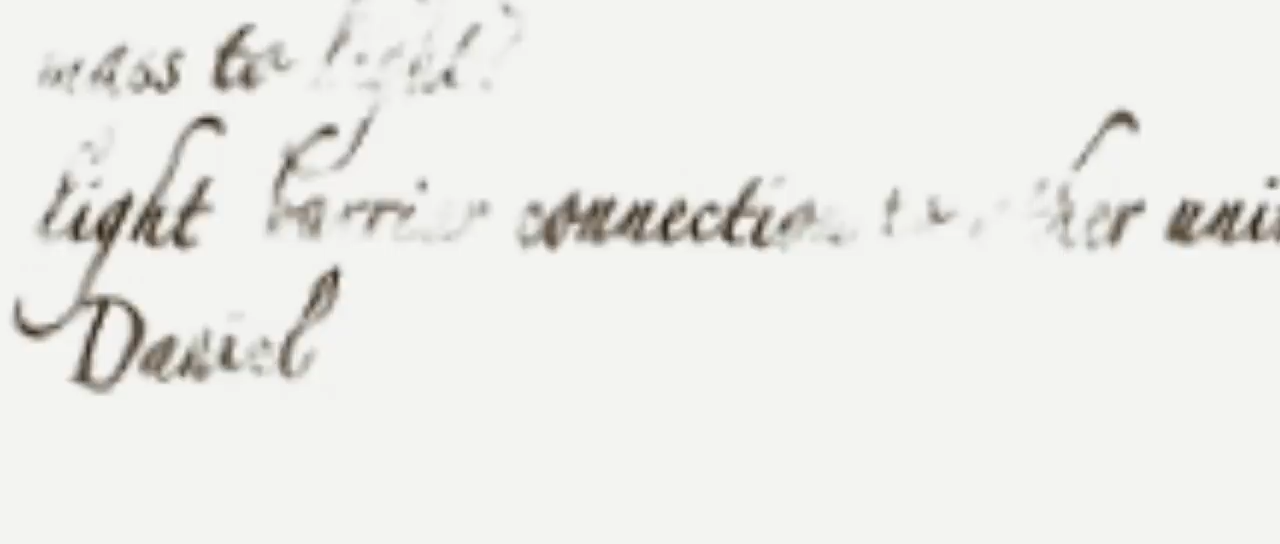 mass to light?
light barrier connection to other uni
Daniel